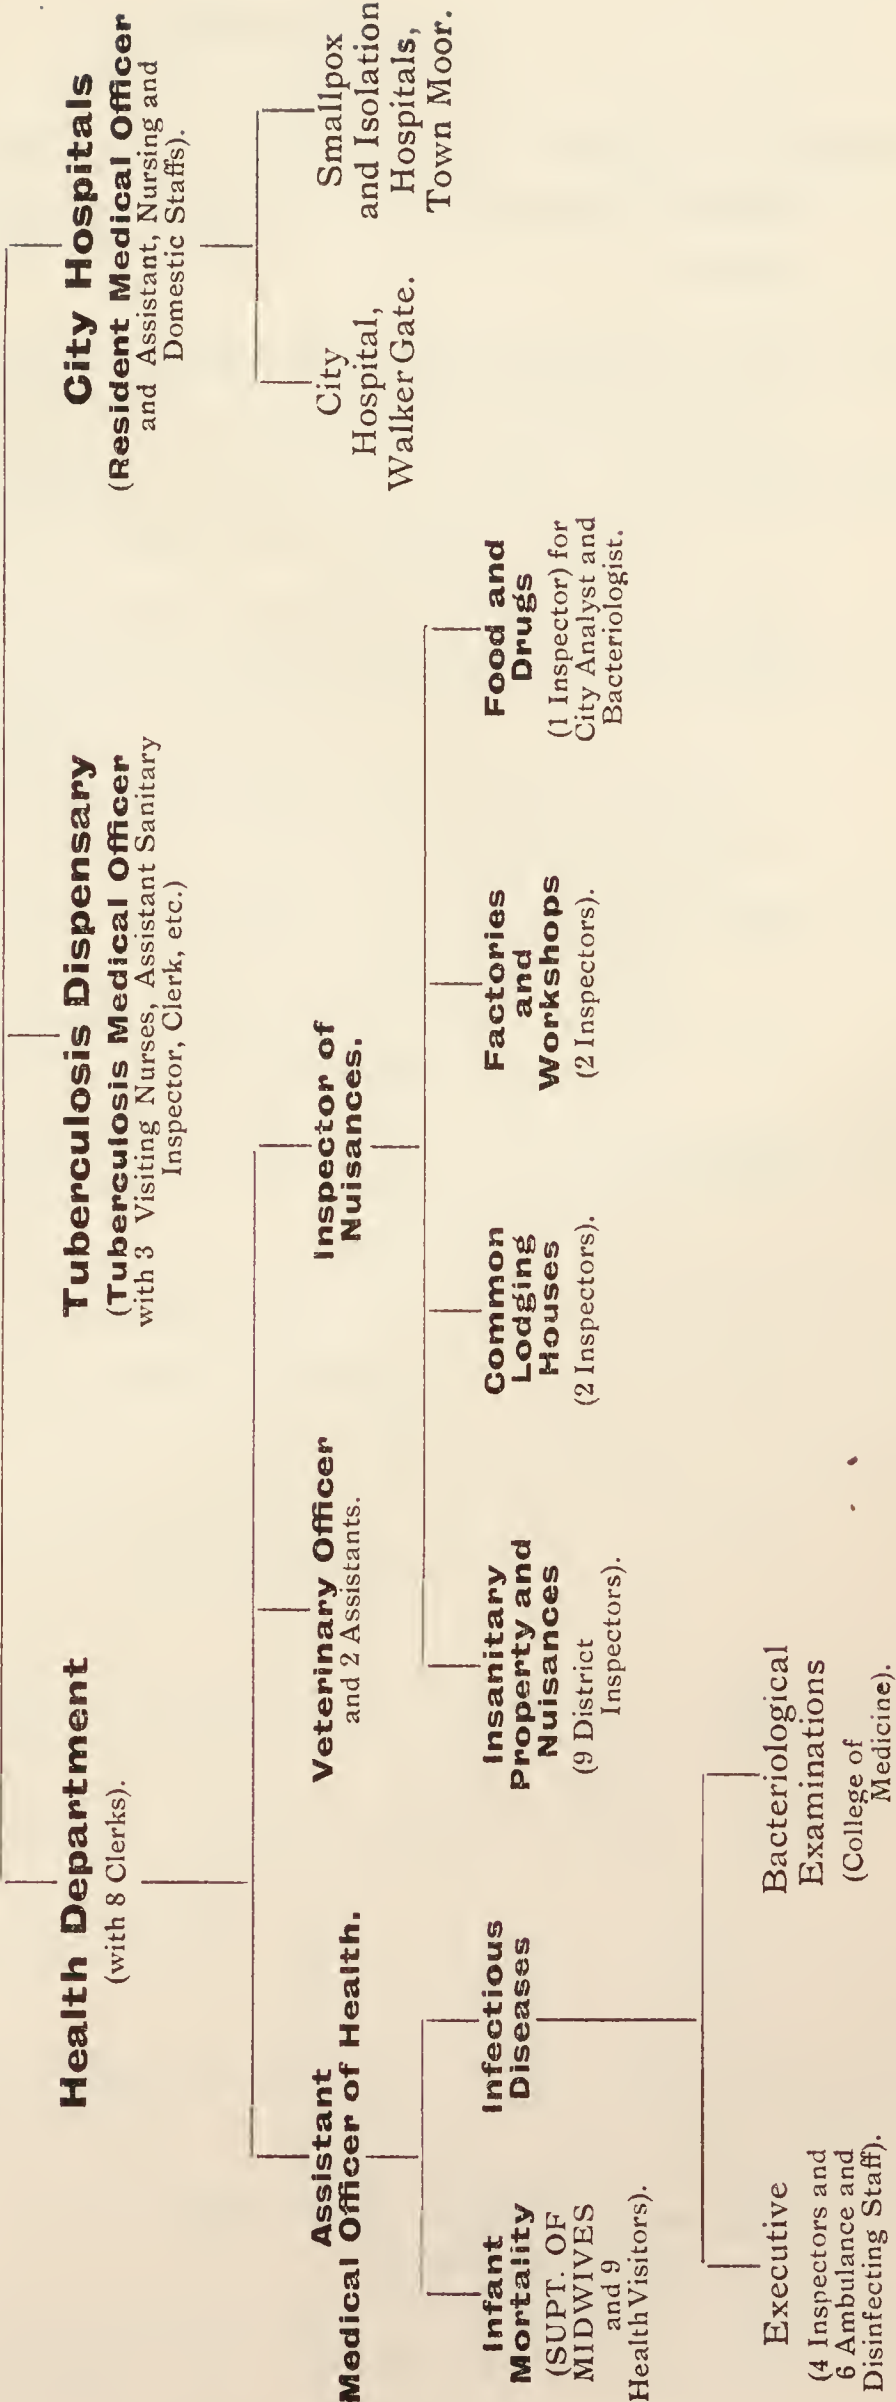 Health Department
(with 8 Clerks).
Tuberculosis Dispensary
(Tuberculosis Medical Officer
with 3 Visiting Nurses, Assistant Sanitary
Inspector, Clerk, etc.)
City Hospitals
(Resident Medical Officer
and Assistant, Nursing and
Domestic Staffs).
Assistant
Medical Officer of Health.
Veterinary Officer
and 2 Assistants.
Inspector of
Nuisances.
City
Hospital,
Walker Gate.
Smallpox
and Isolation
Hospitals,
Town Moor.
Infant
Mortality
(SUPT. OF
MIDWIVES
and 9
Health Visitors).
Infectious
Diseases
Insanitary
Property and
Nuisances
(9 District
Inspectors).
Common
Lodging
Houses
(2 Inspectors).
Factories
and
Workshops
(2 Inspectors).
Food and
Drugs
(1 Inspector) for
City Analyst and
Bacteriologist.
Executive
(4 Inspectors and
6 Ambulance and
Disinfecting Staff).
Bacteriological
Examinations
(College of
Medicine).